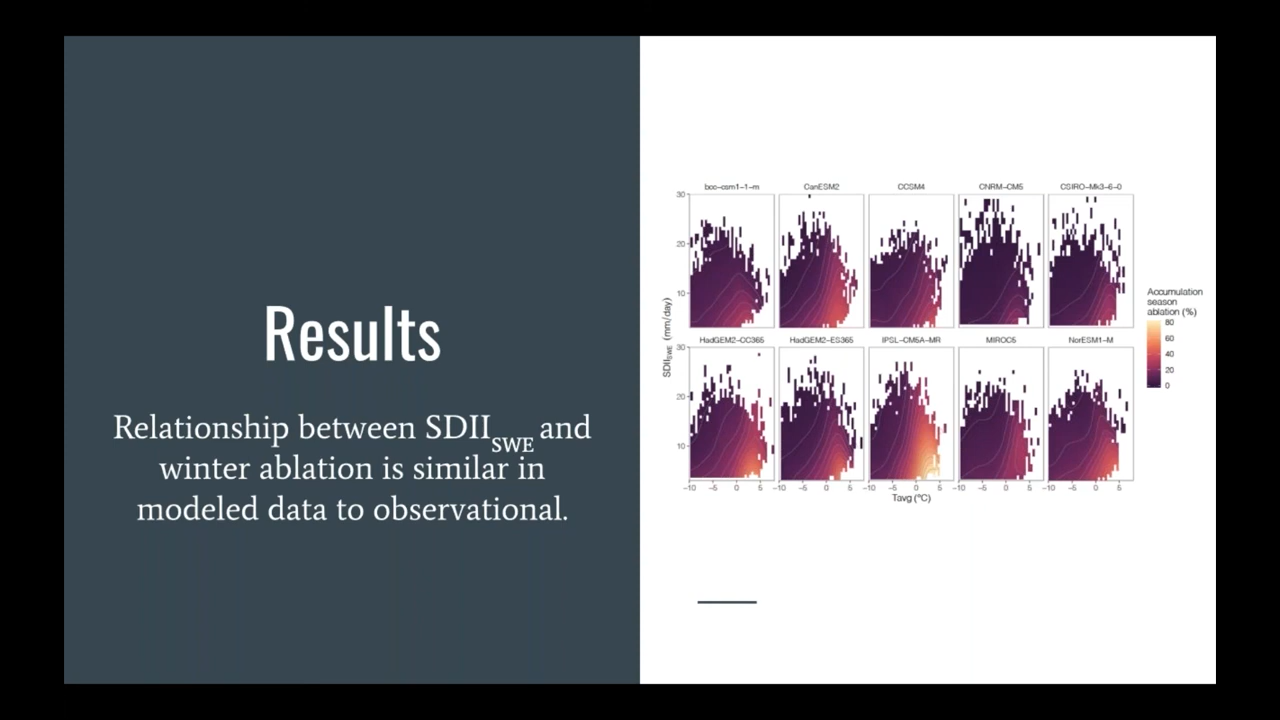 Results
Relationship between SDIISWE and
winter ablation is similar in
modeled data to observational.
bcc-csm1-1-m CanESM2 CCSM4 CNRM-CM5 CSIRO-Mk3-6-0
30
20
10
HadGEM2-CC365 HadGEM2-ES365 IPSL-CM5A-MR MIROC5 NorESM1-M
30
20
10
-10 -5 0 5 -10 -5 0 5 -10 -5 0 5 -10 -5 0 5 -10 -5 0 5
Tavg (°C)
SDIISWE (mm/day)
Accumulation
season
ablation (%)
80
60
40
20
0